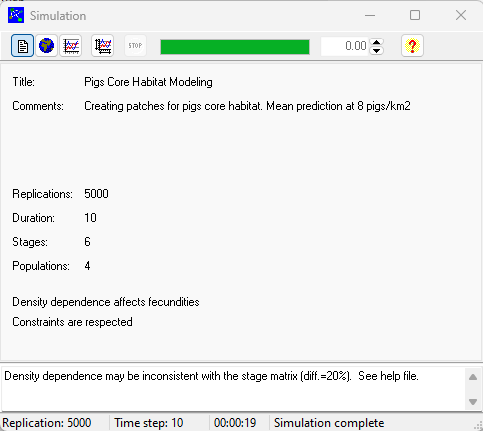 Simulation
STOP
0.00
?
Title: Pigs Core Habitat Modeling
Comments: Creating patches for pigs core habitat. Mean prediction at 8 pigs/km2
Replications: 5000
Duration: 10
Stages: 6
Populations: 4
Density dependence affects fecundities
Constraints are respected
Density dependence may be inconsistent with the stage matrix (diff.=20%).  See help file.
Replication: 5000 Time step: 10 00:00:19 Simulation complete